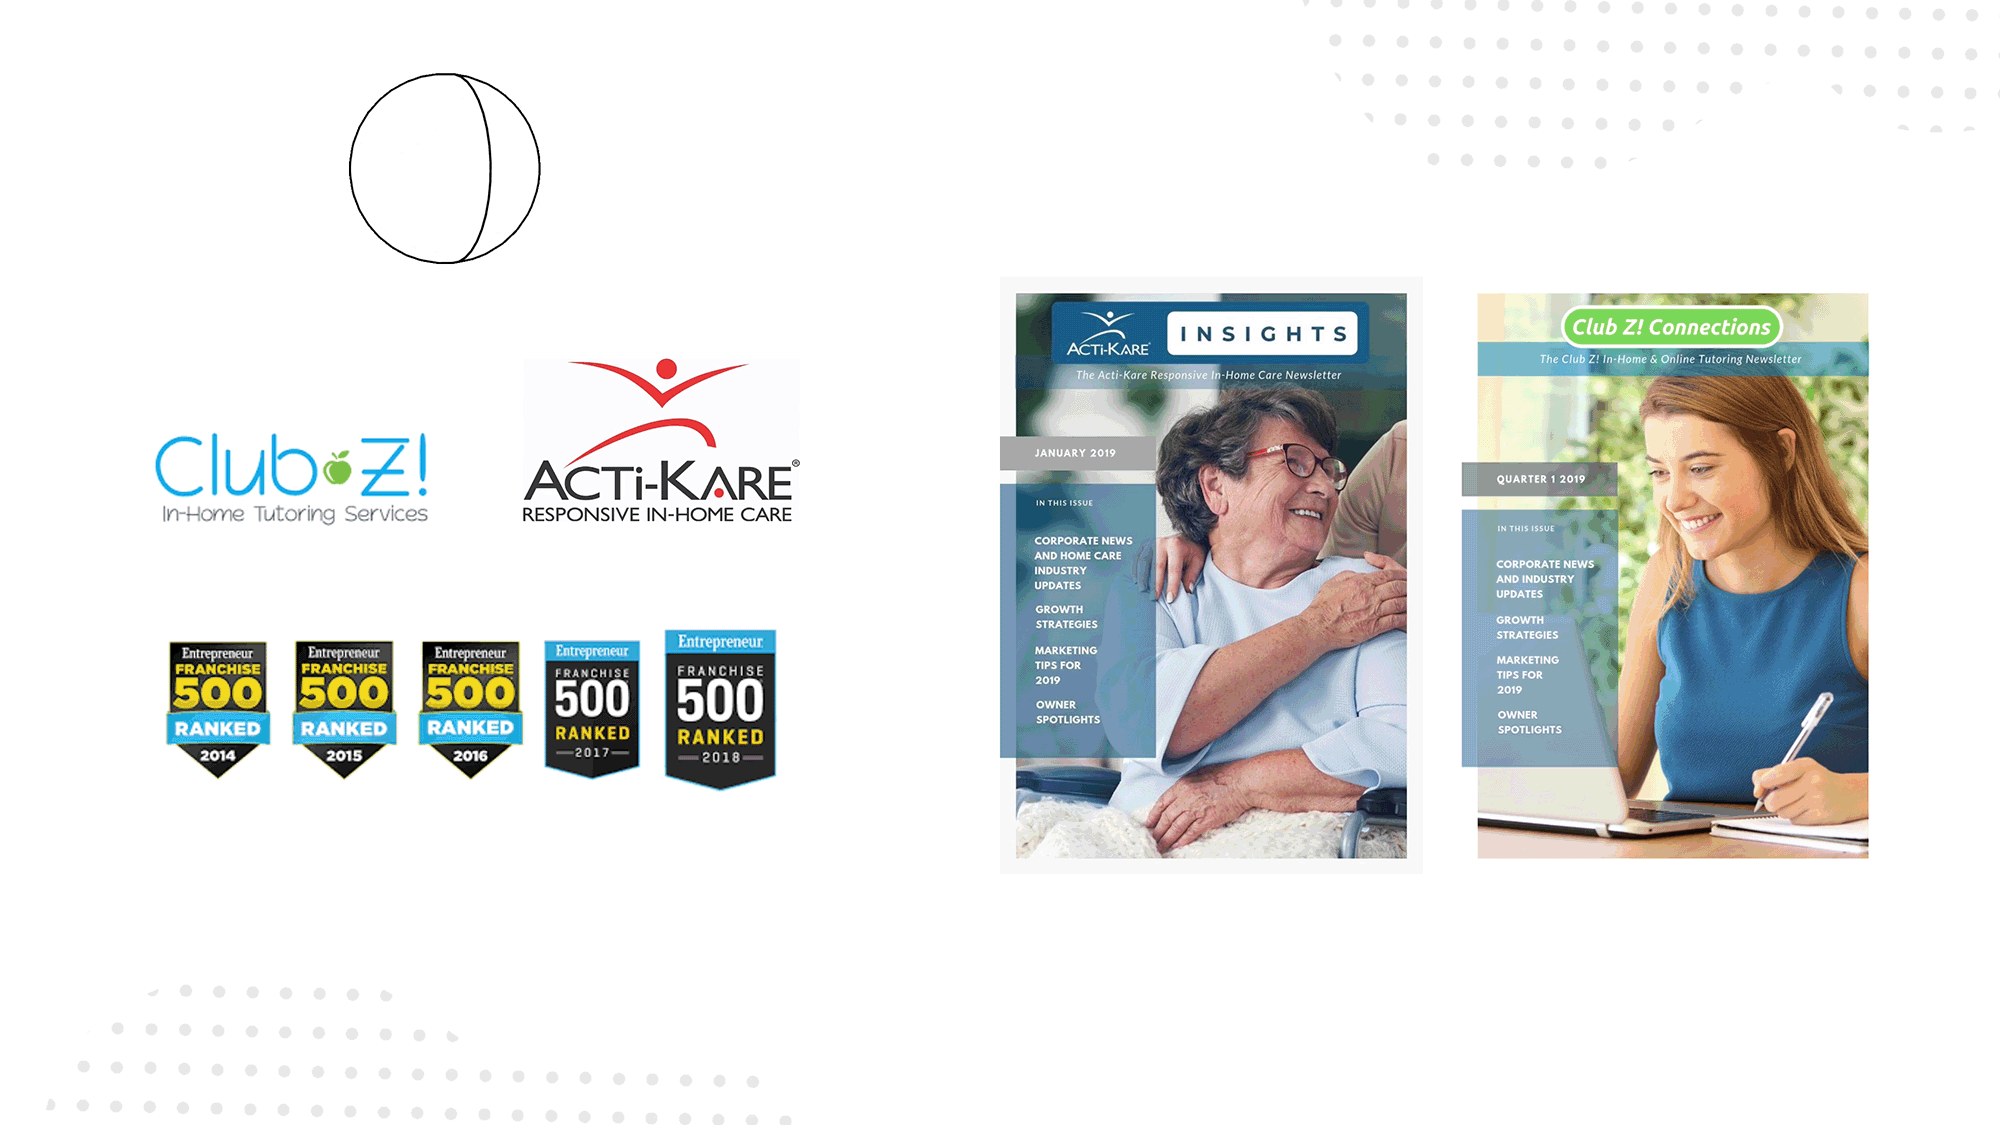 Club Z!
In-Home Tutoring Services
ACTi-KARE®
RESPONSIVE IN-HOME CARE
Entrepreneur
FRANCHISE
500
RANKED
2014
Entrepreneur
FRANCHISE
500
RANKED
2015
Entrepreneur
FRANCHISE
500
RANKED
2016
Entrepreneur
FRANCHISE
500
RANKED
2017
Entrepreneur
FRANCHISE
500
RANKED
2018
ACTi-KARE
INSIGHTS
The Acti-Kare Responsive In-Home Care Newsletter
JANUARY 2019
IN THIS ISSUE
CORPORATE NEWS
AND HOME CARE
INDUSTRY
UPDATES
GROWTH
STRATEGIES
MARKETING
TIPS FOR
2019
OWNER
SPOTLIGHTS
Club Z! Connections
The Club Z! In-Home & Online Tutoring Newsletter
QUARTER 1 2019
IN THIS ISSUE
CORPORATE NEWS
AND INDUSTRY
UPDATES
GROWTH
STRATEGIES
MARKETING
TIPS FOR
2019
OWNER
SPOTLIGHTS